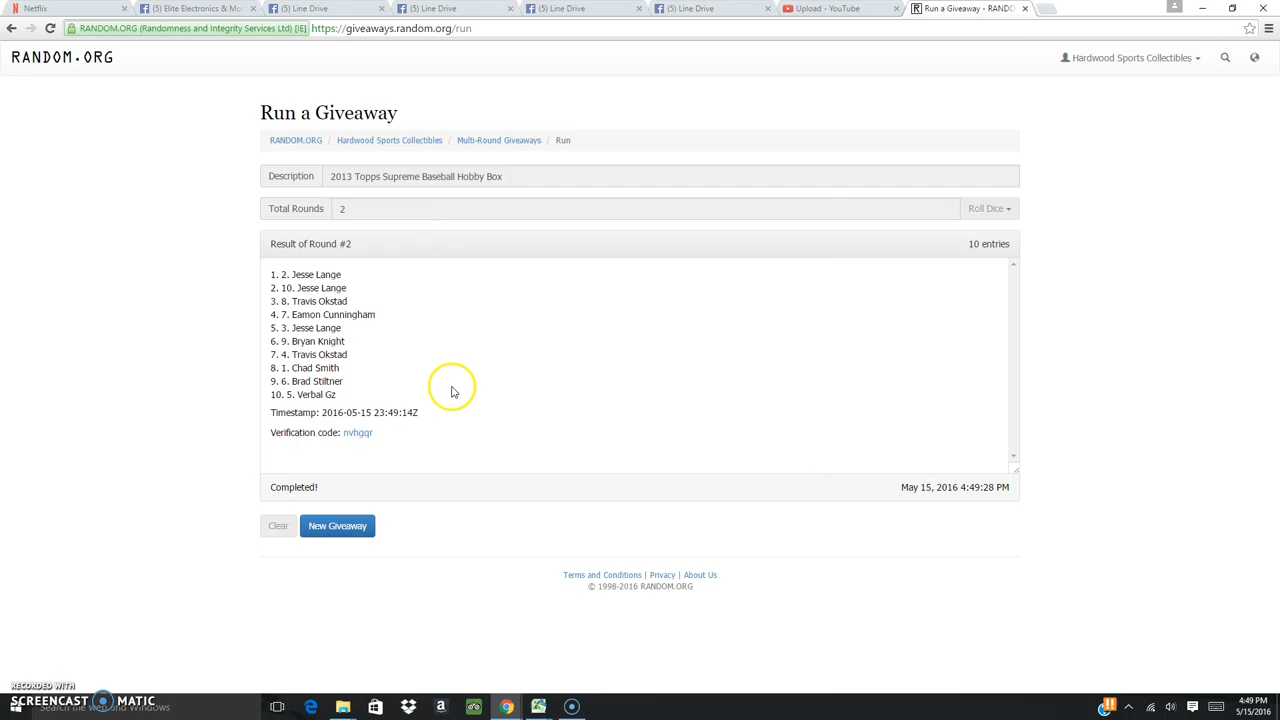 Netflix
(5) Elite Electronics & Mo
(5) Line Drive
(5) Line Drive
(5) Line Drive
(5) Line Drive
Upload - YouTube
Run a Giveaway - RANDO
RANDOM.ORG (Randomness and Integrity Services Ltd) [IE]
https://giveaways.random.org/run
RANDOM.ORG
Hardwood Sports Collectibles
Run a Giveaway
RANDOM.ORG / Hardwood Sports Collectibles / Multi-Round Giveaways / Run
Description 2013 Topps Supreme Baseball Hobby Box
Total Rounds 2 Roll Dice
Result of Round #2 10 entries
1. 2. Jesse Lange
2. 10. Jesse Lange
3. 8. Travis Okstad
4. 7. Eamon Cunningham
5. 3. Jesse Lange
6. 9. Bryan Knight
7. 4. Travis Okstad
8. 1. Chad Smith
9. 6. Brad Stiltner
10. 5. Verbal Gz
Timestamp: 2016-05-15 23:49:14Z
Verification code: nvhgqr
Completed! May 15, 2016 4:49:28 PM
Clear New Giveaway
Terms and Conditions | Privacy | About Us
© 1998-2016 RANDOM.ORG
RECORDED WITH
SCREENCAST MATIC
Search the web and Windows
4:49 PM
5/15/2016